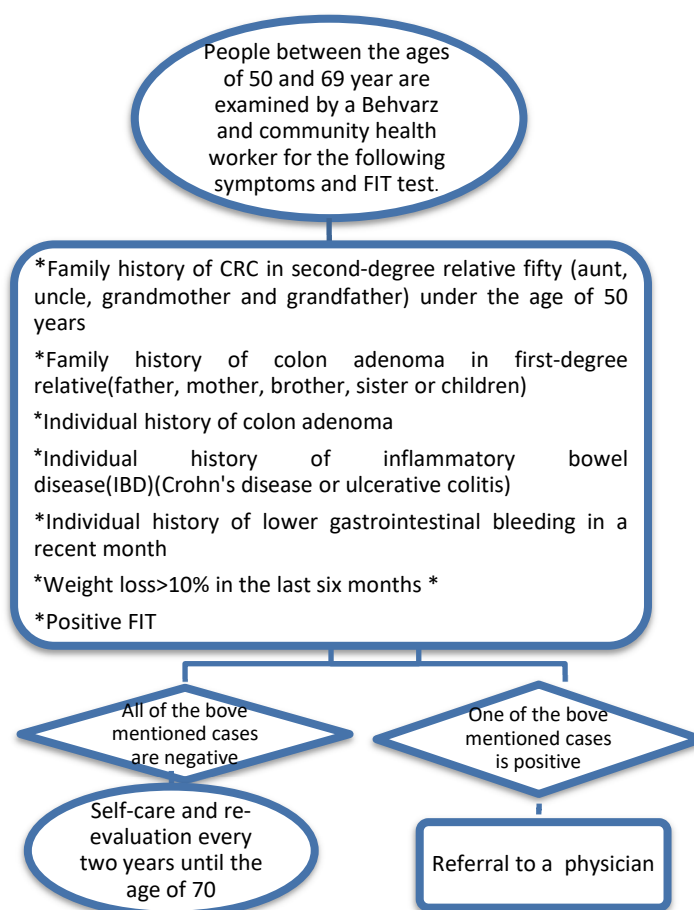 People between the ages
of 50 and 69 year are
examined by a Behvarz
and community health
worker for the following
symptoms and FIT test.
*Family history of CRC in second-degree relative fifty (aunt,
uncle, grandmother and grandfather) under the age of 50
years
*Family history of colon adenoma in first-degree
relative(father, mother, brother, sister or children)
*Individual history of colon adenoma
*Individual history of inflammatory bowel
disease(IBD)(Crohn's disease or ulcerative colitis)
*Individual history of lower gastrointestinal bleeding in a
recent month
*Weight loss>10% in the last six months *
*Positive FIT
All of the bove
mentioned cases
are negative
One of the bove
mentioned cases
is positive
Self-care and re-
evaluation every
two years until the
age of 70
Referral to a physician